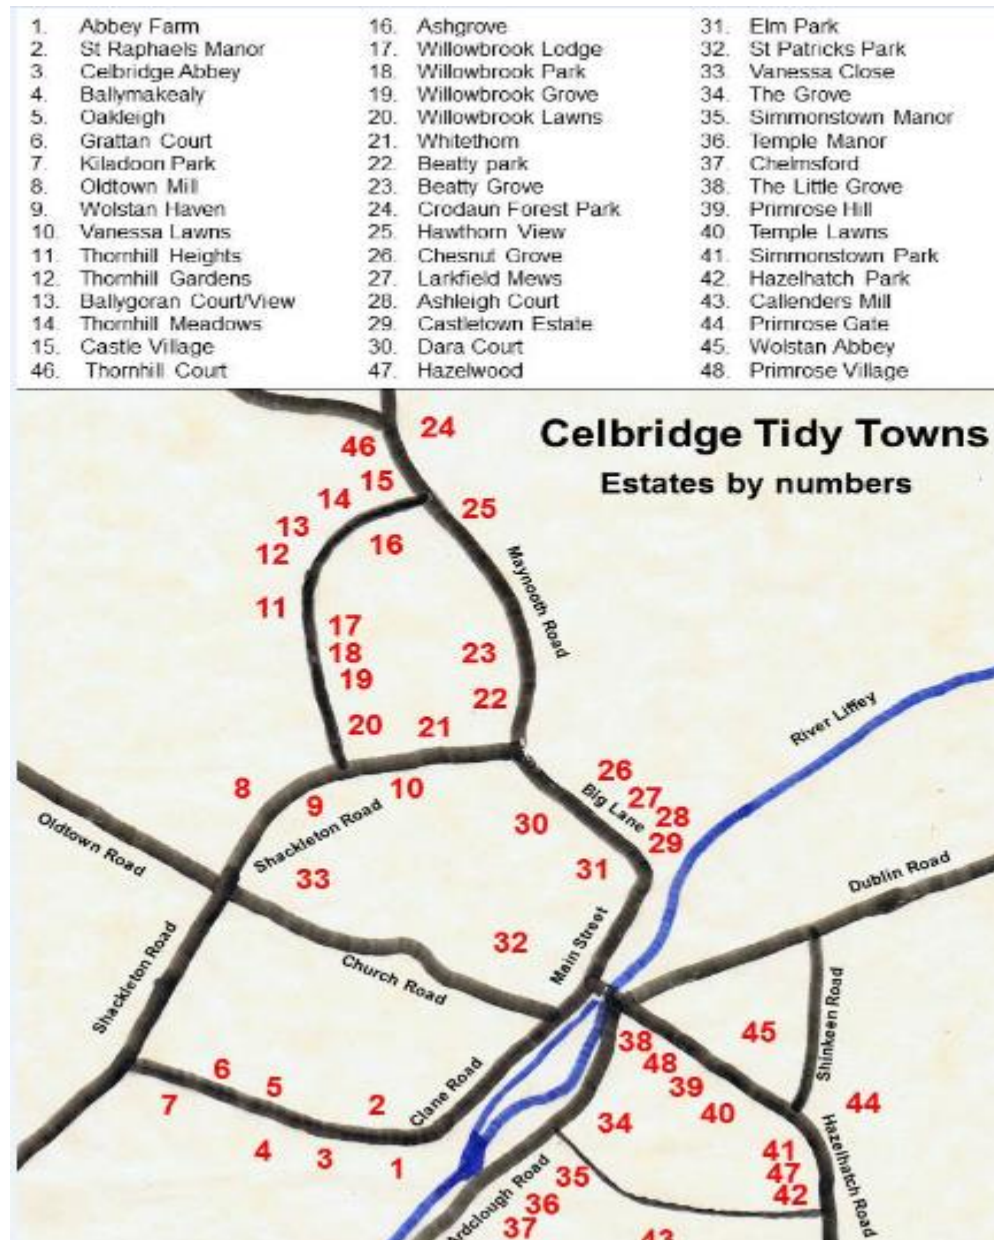 1. Abbey Farm
2. St Raphaels Manor
3. Celbridge Abbey
4. Ballymakealy
5. Oakleigh
6. Grattan Court
7. Kiladoon Park
8. Oldtown Mill
9. Wolstan Haven
10. Vanessa Lawns
11. Thornhill Heights
12. Thornhill Gardens
13. Ballygoran Court/View
14. Thornhill Meadows
15. Castle Village
46. Thornhill Court
16. Ashgrove
17. Willowbrook Lodge
18. Willowbrook Park
19. Willowbrook Grove
20. Willowbrook Lawns
21. Whitethorn
22. Beatty park
23. Beatty Grove
24. Crodaun Forest Park
25. Hawthorn View
26. Chesnut Grove
27. Larkfield Mews
28. Ashleigh Court
29. Castletown Estate
30. Dara Court
47. Hazelwood
31. Elm Park
32. St Patricks Park
33. Vanessa Close
34. The Grove
35. Simmonstown Manor
36. Temple Manor
37. Chelmsford
38. The Little Grove
39. Primrose Hill
40. Temple Lawns
41. Simmonstown Park
42. Hazelhatch Park
43. Callenders Mill
44. Primrose Gate
45. Wolstan Abbey
48. Primrose Village
Celbridge Tidy Towns
Estates by numbers
24
46
15
14
25
13
16
12
Maynooth Road
11
17
18
23
19
22
20
21
River Liffey
26
8
10
27
Big Lane
9
28
30
29
Shackleton Road
Oldtown Road
31
33
Dublin Road
32
Main Street
Church Road
Shackleton Road
38
45
Shinkeen Road
48
6
39
5
Clane Road
7
2
40
44
34
4
3
1
41
47
42
Hazelhatch Road
35
36
37
Ardclough Road
43